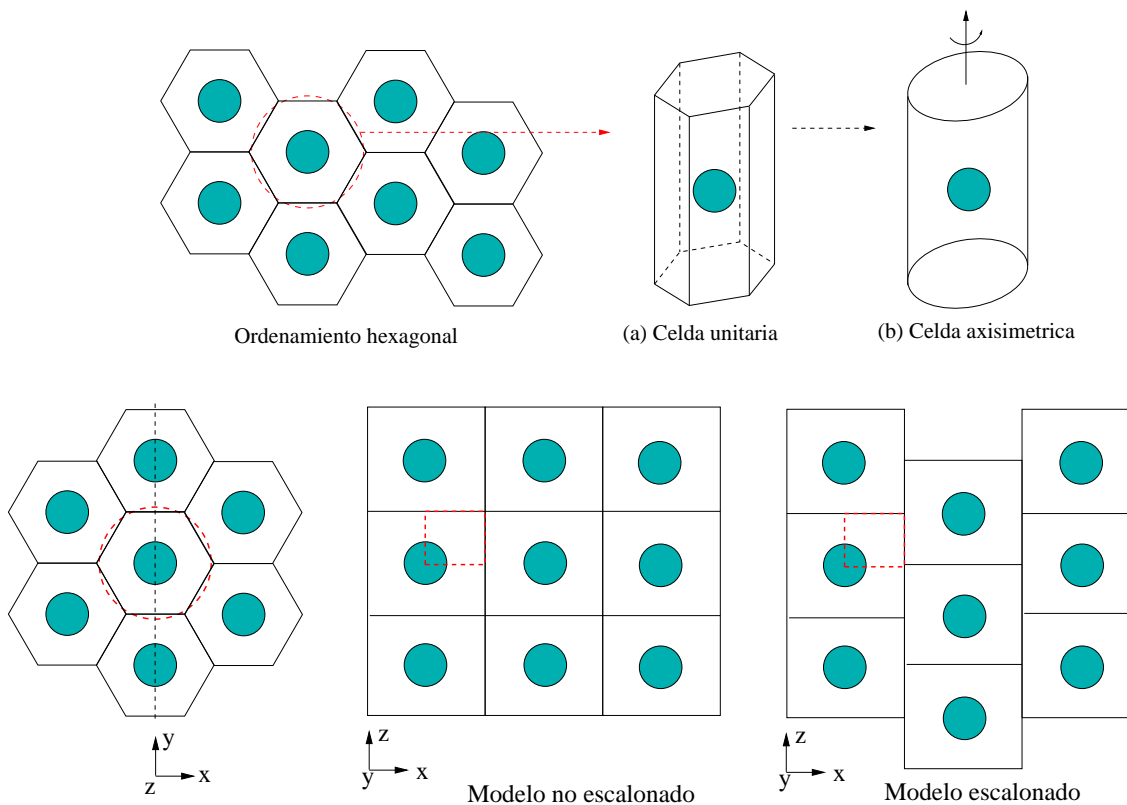 Ordenamiento hexagonal
(a) Celda unitaria
(b) Celda axisimetrica
y
z
x
z
y
x
Modelo no escalonado
z
y
x
Modelo escalonado